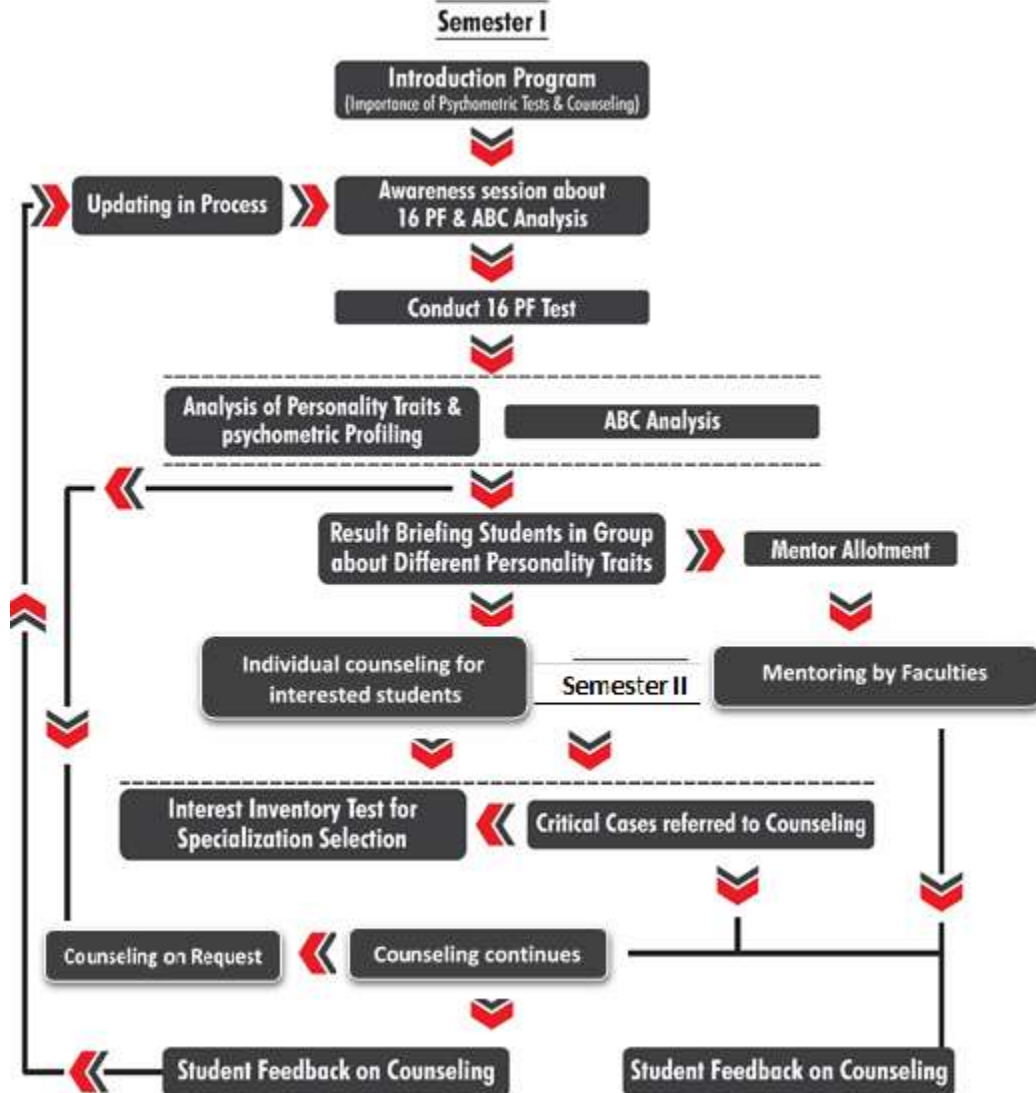 Semester I
Introduction Program
(Importance of Psychometric Tests & Counseling)
Updating in Process
Awareness session about
16 PF & ABC Analysis
Conduct 16 PF Test
Analysis of Personality Traits &
psychometric Profiling
ABC Analysis
Result Briefing Students in Group
about Different Personality Traits
Mentor Allotment
Individual counseling for
interested students
Semester II
Mentoring by Faculties
Interest Inventory Test for
Specialization Selection
Critical Cases referred to Counseling
Counseling on Request
Counseling continues
Student Feedback on Counseling
Student Feedback on Counseling